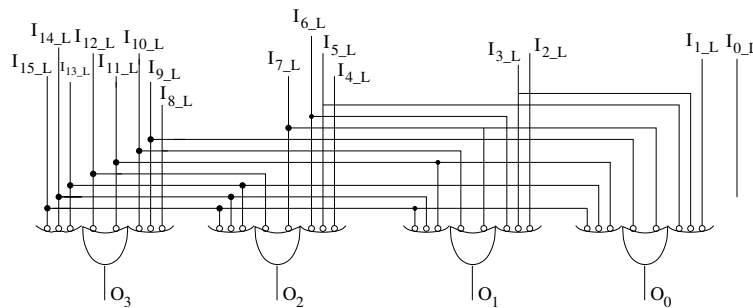 I6_L
I14_L I12_L I10_L I5_L I3_L I2_L I1_L I0_L
I15_L I13_L I11_L I9_L I7_L I4_L
I8_L
O3 O2 O1 O0